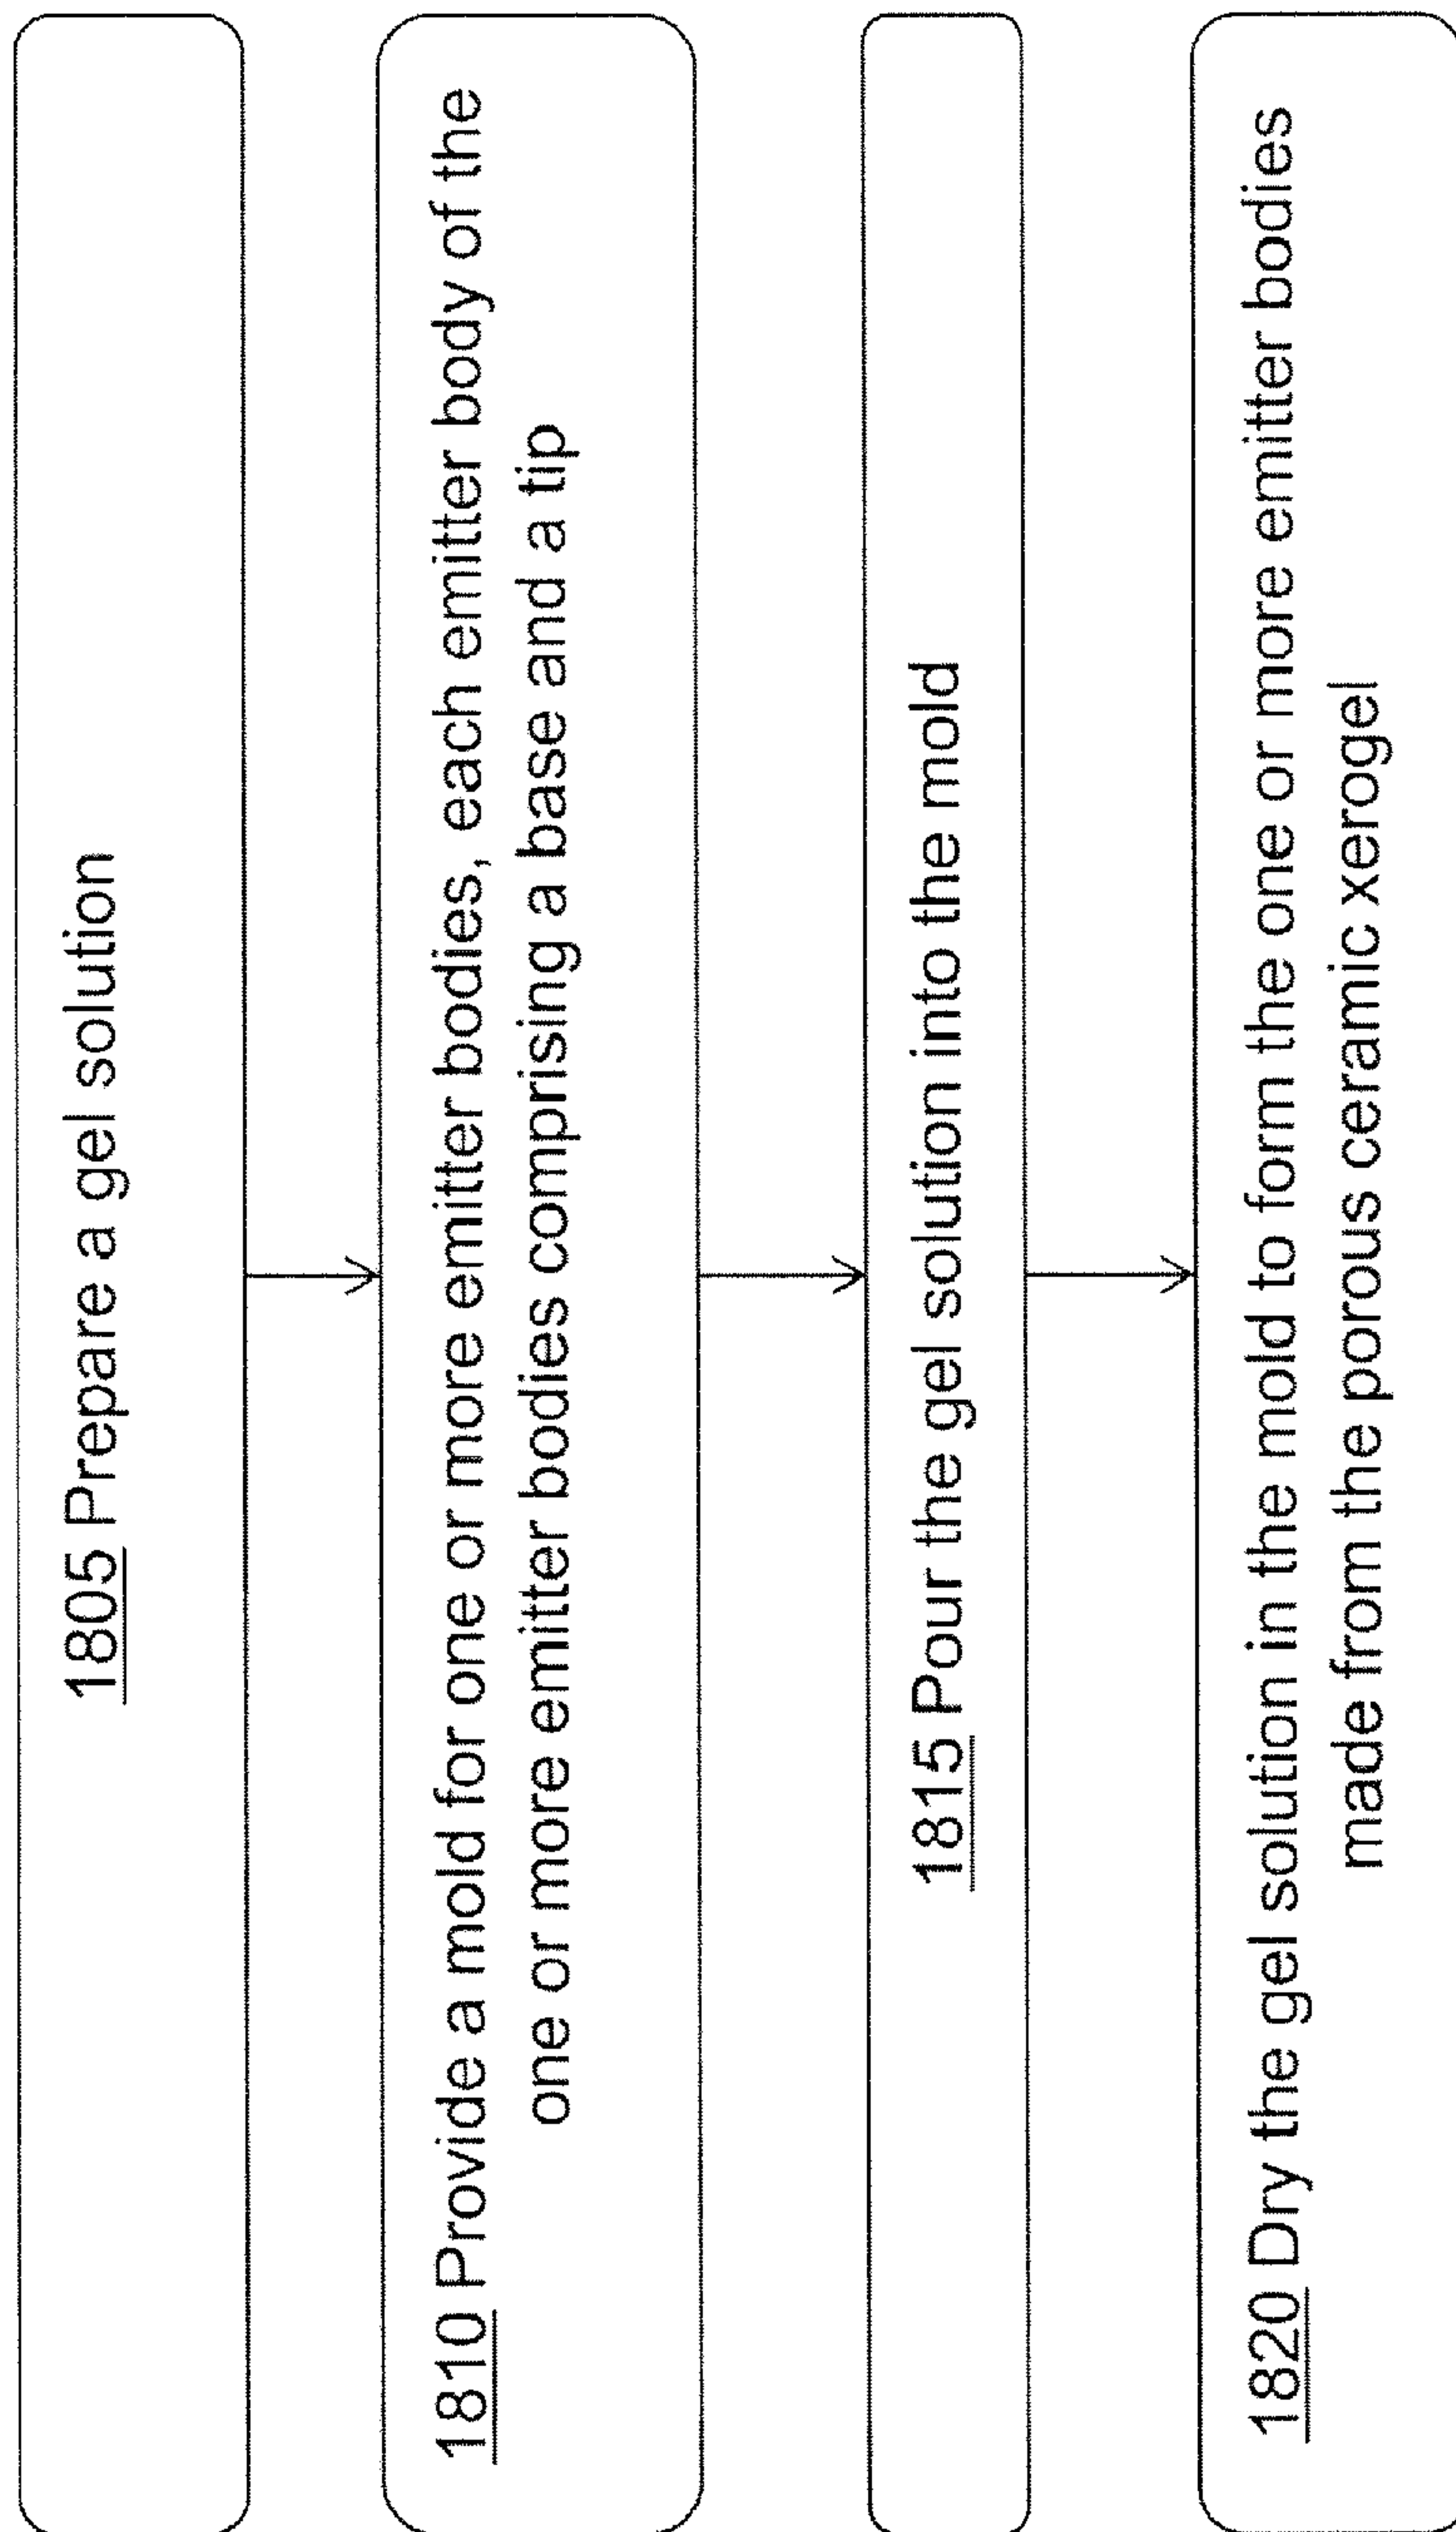 1805 Prepare a gel solution
1810 Provide a mold for one or more emitter bodies, each emitter body of the
one or more emitter bodies comprising a base and a tip
1815 Pour the gel solution into the mold
1820 Dry the gel solution in the mold to form the one or more emitter bodies
made from the porous ceramic xerogel